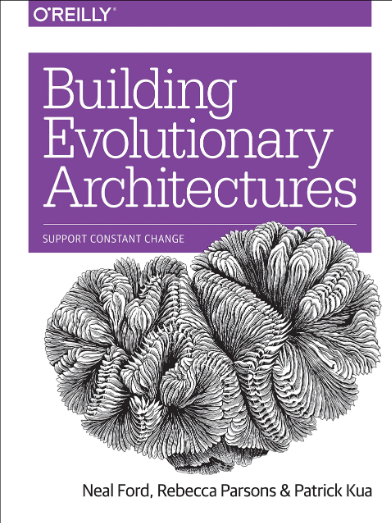 O'REILLY®
Building
Evolutionary
Architectures
SUPPORT CONSTANT CHANGE
Neal Ford, Rebecca Parsons & Patrick Kua